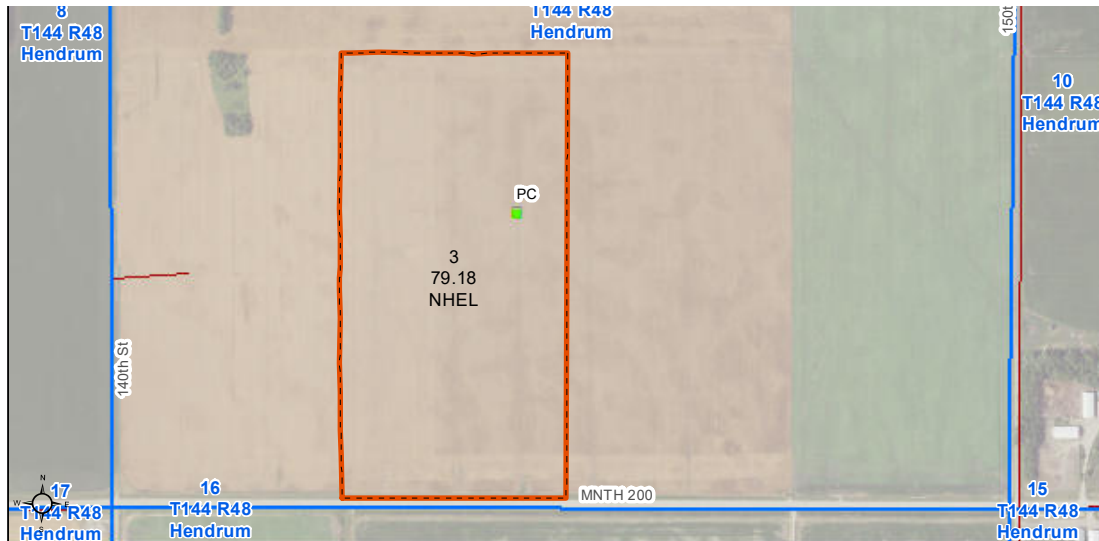 8
T144 R48
Hendrum
T144 R48
Hendrum
150t
10
T144 R48
Hendrum
PC
3
79.18
NHEL
140th St
N
W
E
S
17
T144 R48
Hendrum
16
T144 R48
Hendrum
MNTH 200
15
T144 R48
Hendrum